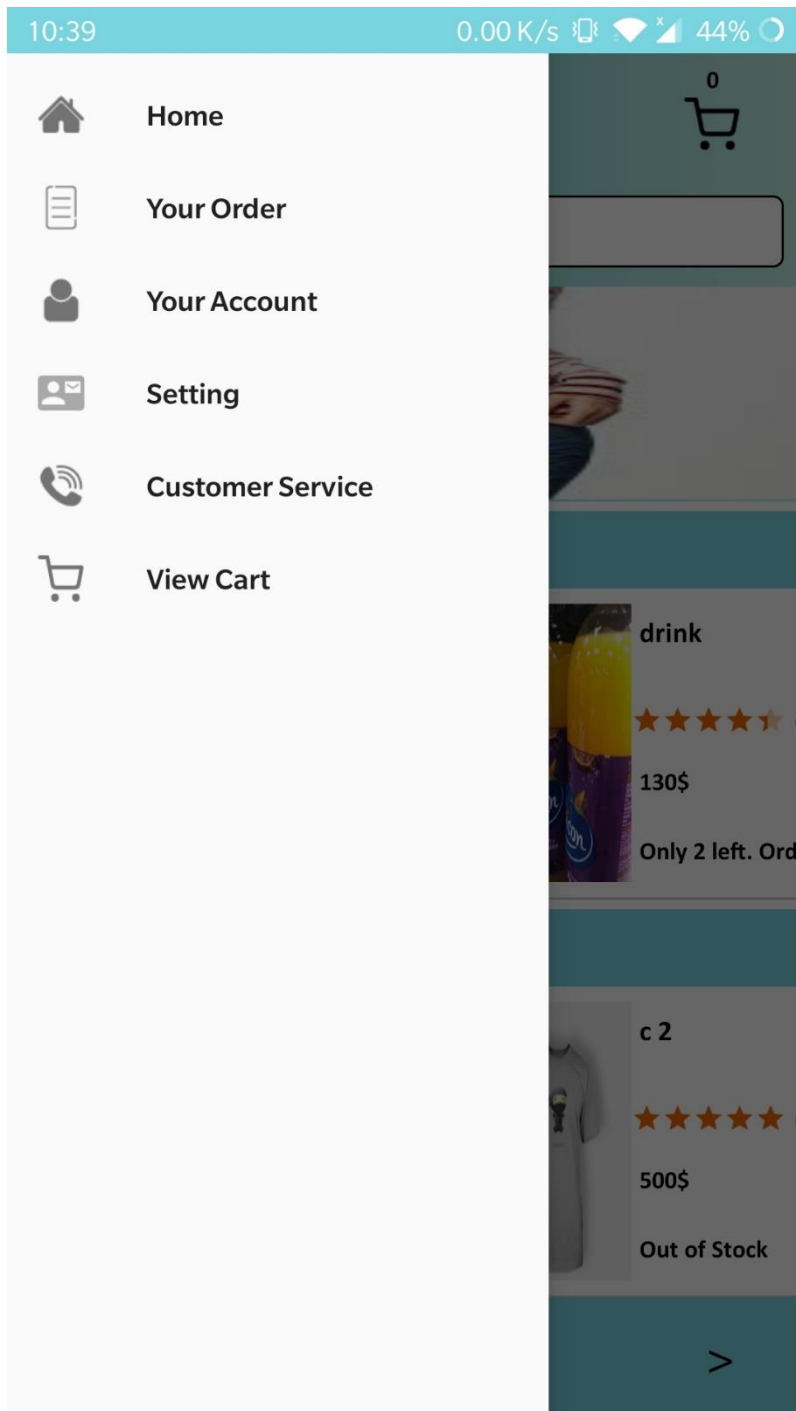 10:39 0.00 K/s 44%
0
Home
Your Order
Your Account
Setting
Customer Service
View Cart
drink
130$
Only 2 left. Ord
c 2
500$
Out of Stock
>